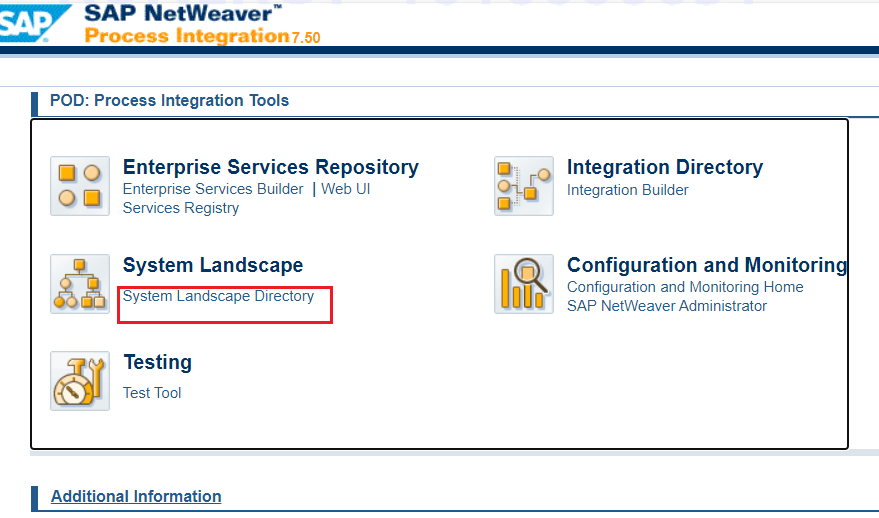 SAP
SAP NetWeaver™
Process Integration 7.50
POD: Process Integration Tools
Enterprise Services Repository
Enterprise Services Builder | Web UI
Services Registry
Integration Directory
Integration Builder
System Landscape
System Landscape Directory
Configuration and Monitoring
Configuration and Monitoring Home
SAP NetWeaver Administrator
Testing
Test Tool
Additional Information